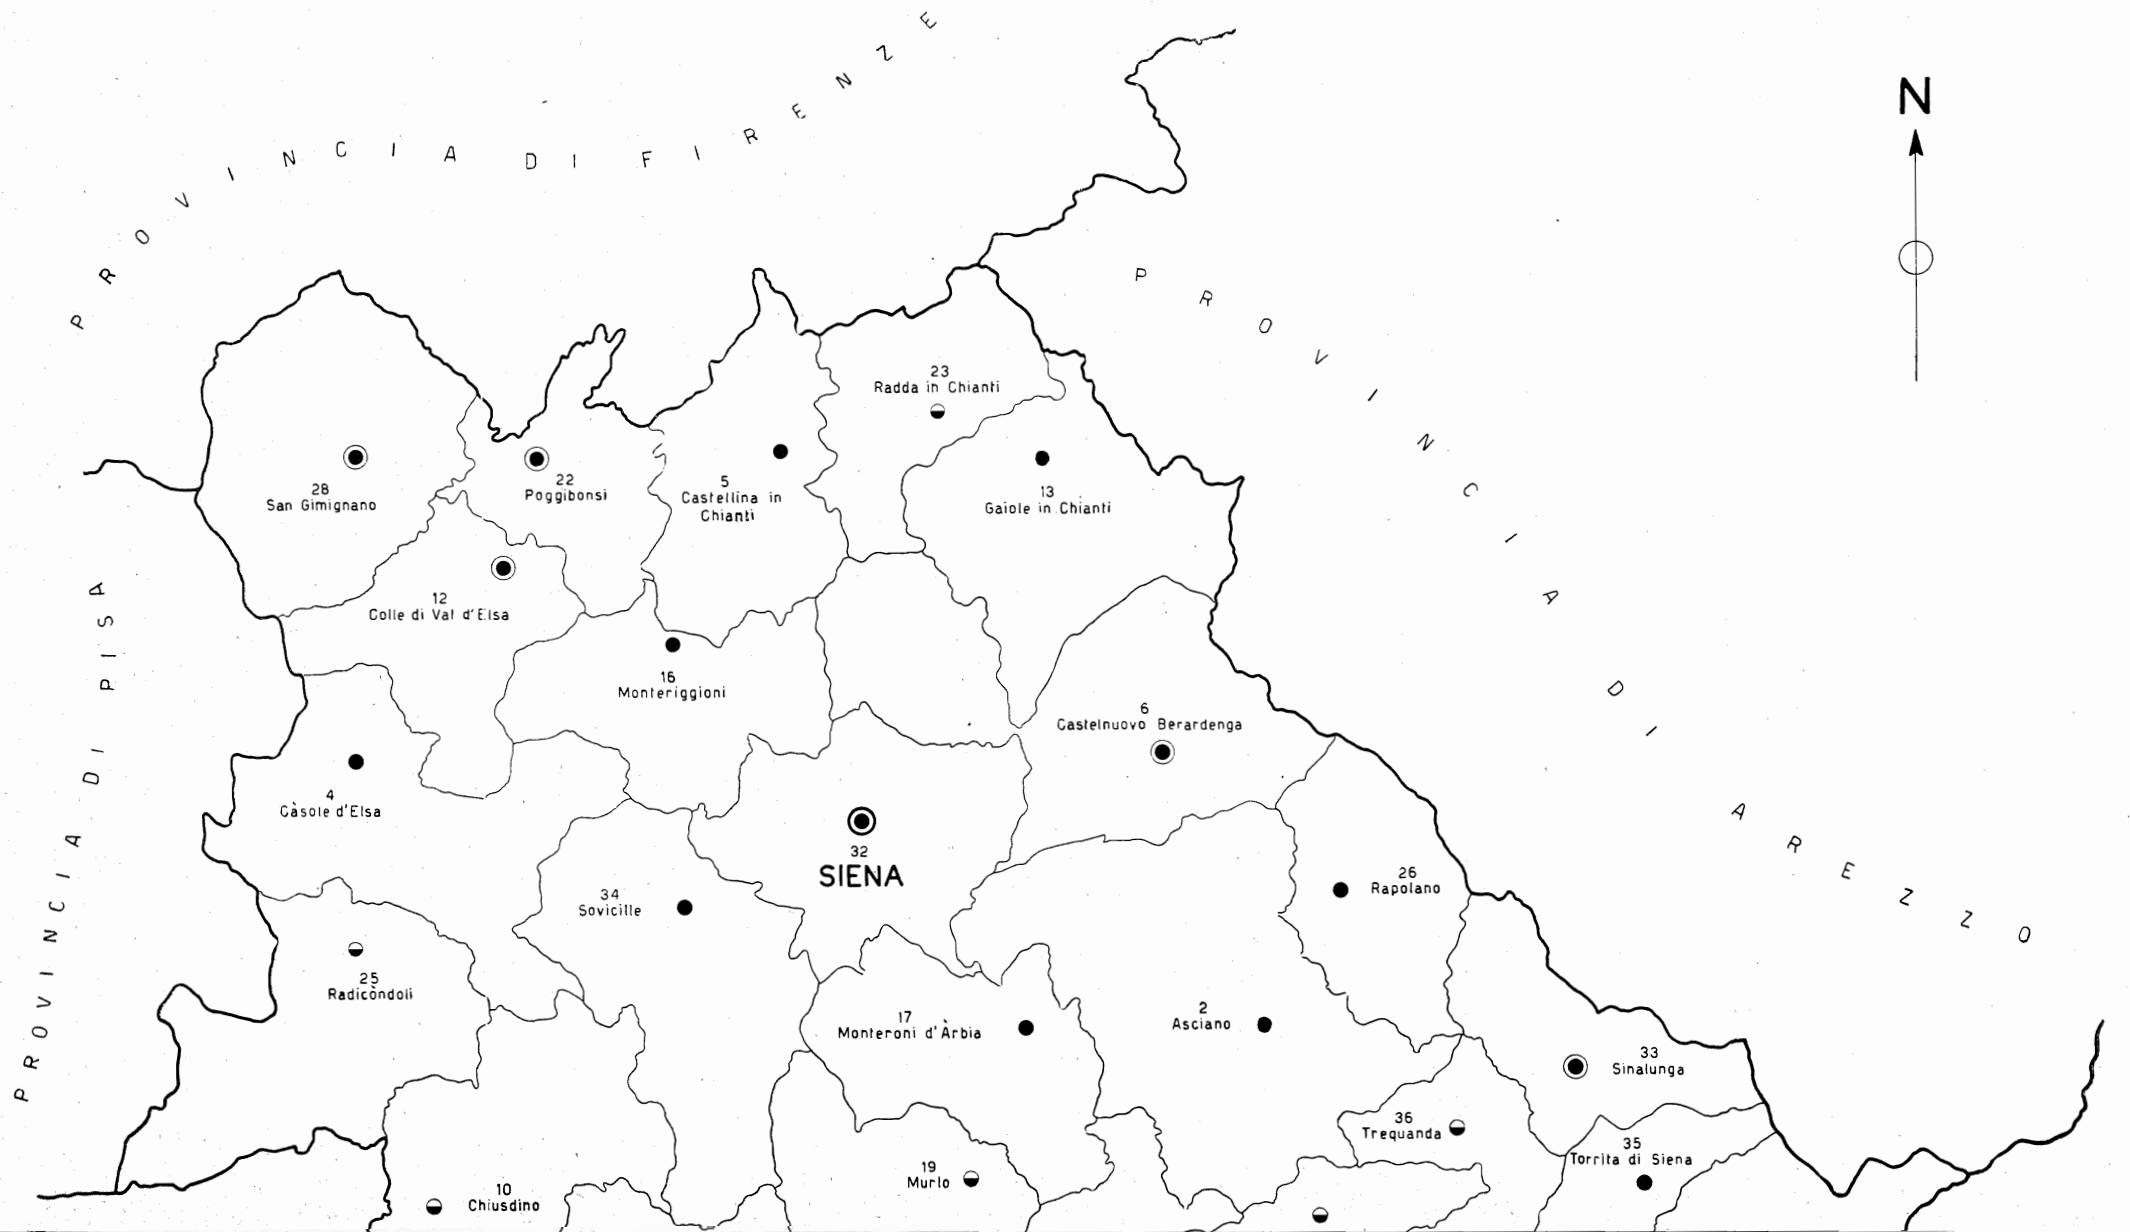 PROVINCIA DI FIRENZE
N
PROVINCIA DI AREZZO
PROVINCIA DI PISA
23
Radda in Chianti
28
San Gimignano
22
Poggibonsi
5
Castellina in
Chianti
13
Gaiole in Chianti
12
Colle di Val d'Elsa
16
Monteriggioni
6
Castelnuovo Berardenga
4
Càsole d'Elsa
32
SIENA
34
Sovicille
26
Rapolano
25
Radicòndoli
17
Monteroni d'Àrbia
2
Asciano
33
Sinalunga
36
Trequanda
35
Torrita di Siena
19
Murlo
10
Chiusdino